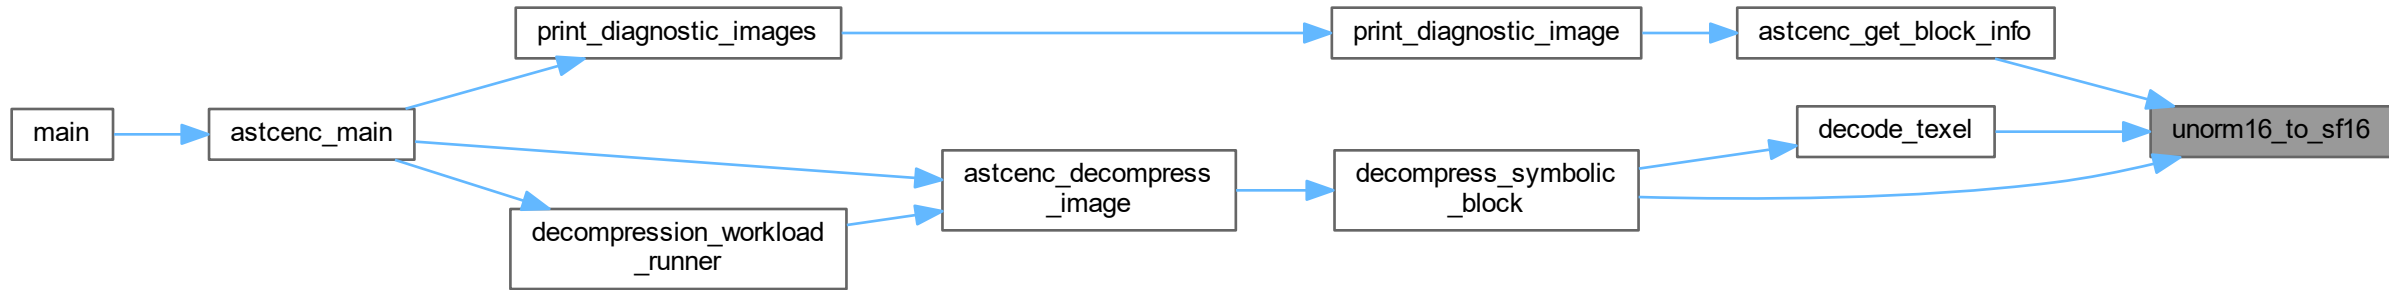 print_diagnostic_images
print_diagnostic_image
astcenc_get_block_info
main
astcenc_main
decode_texel
unorm16_to_sf16
astcenc_decompress
_image
decompress_symbolic
_block
decompression_workload
_runner